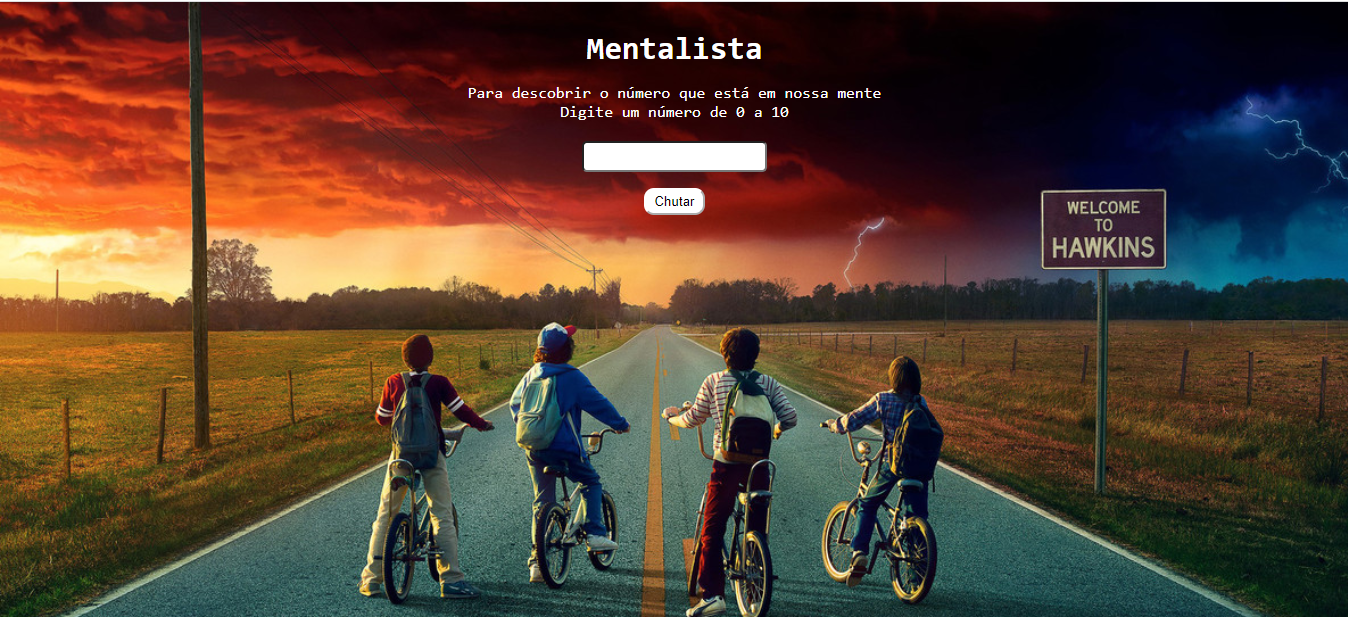 Mentalista
Para descobrir o número que está em nossa mente
Digite um número de 0 a 10
Chutar
WELCOME
TO
HAWKINS